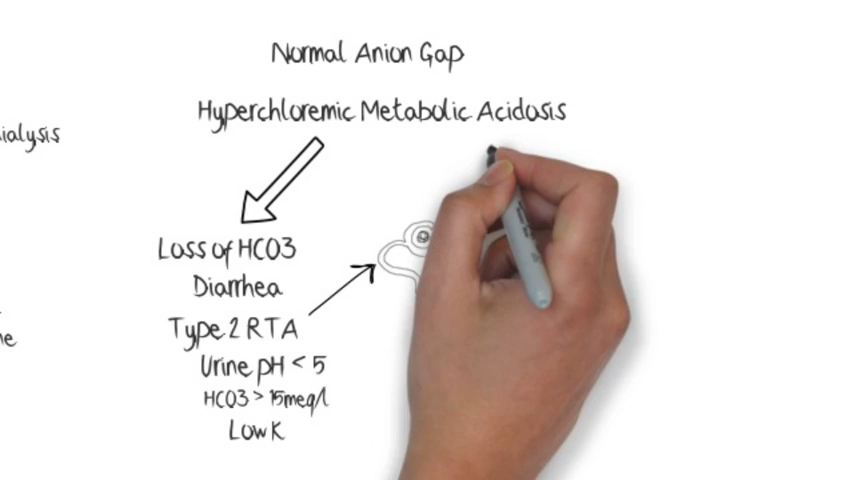 Normal Anion Gap
Hyperchloremic Metabolic Acidosis
ialysis
Loss of HCO3
Diarrhea
Type 2 RTA
Urine pH < 5
HCO3 > 15meq/l
Low K